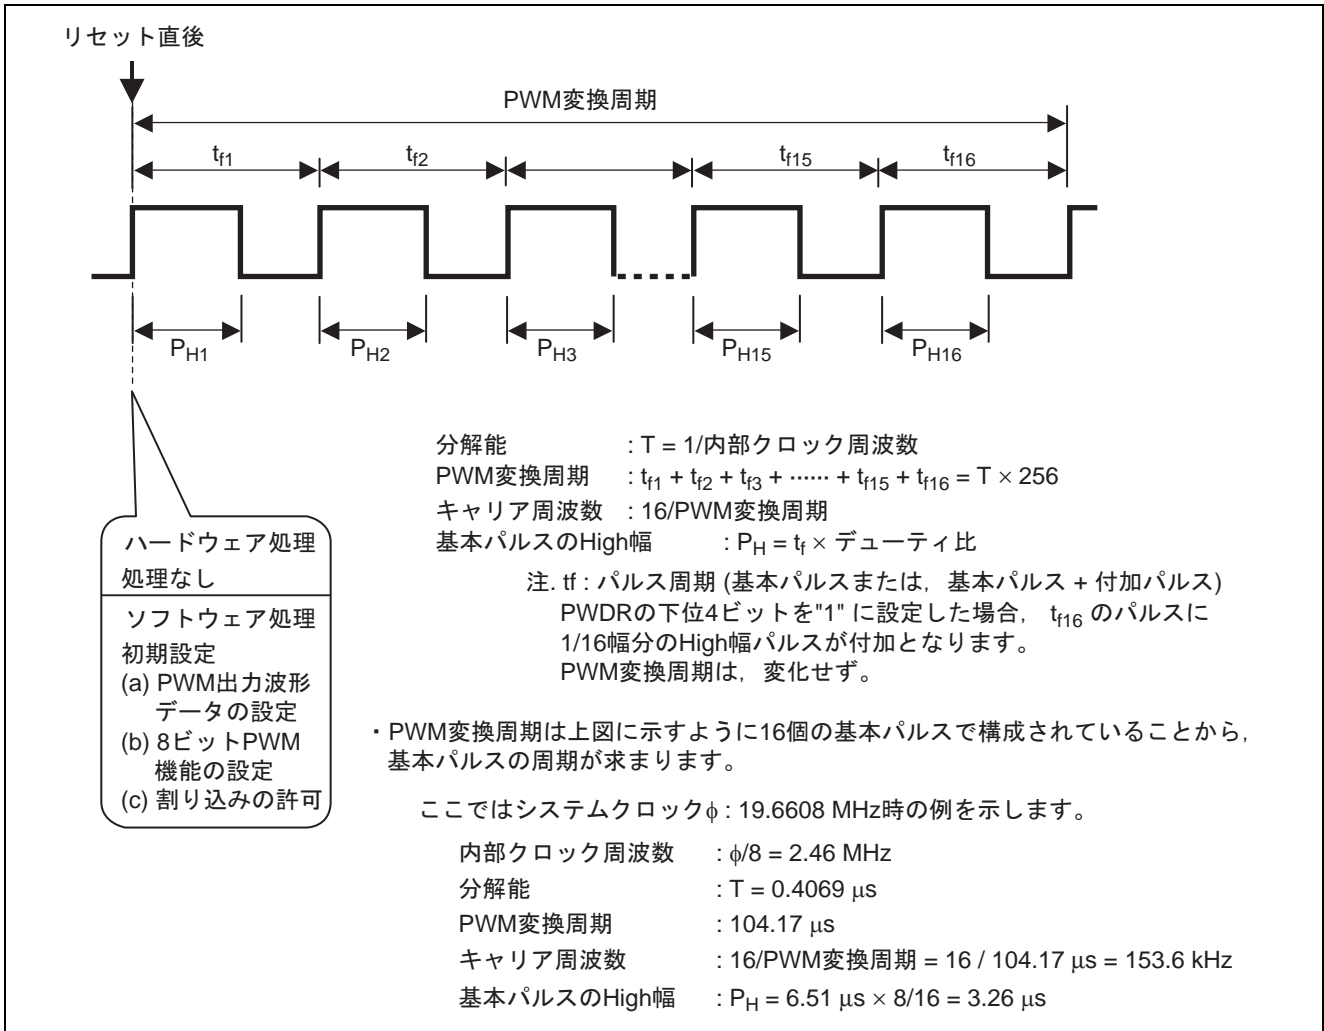 リセット直後
PWM変換周期
tf1 tf2 tf15 tf16
PH1 PH2 PH3 PH15 PH16
ハードウェア処理
処理なし
ソフトウェア処理
初期設定
(a) PWM出力波形
データの設定
(b) 8ビットPWM
機能の設定
(c) 割り込みの許可
分解能 : T = 1/内部クロック周波数
PWM変換周期 : tf1 + tf2 + tf3 + ······ + tf15 + tf16 = T × 256
キャリア周波数 : 16/PWM変換周期
基本パルスのHigh幅 : PH = tf × デューティ比
注. tf : パルス周期 (基本パルスまたは, 基本パルス + 付加パルス)
PWDRの下位4ビットを"1" に設定した場合, tf16 のパルスに
1/16幅分のHigh幅パルスが付加となります。
PWM変換周期は, 変化せず。
・PWM変換周期は上図に示すように16個の基本パルスで構成されていることから,
基本パルスの周期が求まります。
ここではシステムクロックφ : 19.6608 MHz時の例を示します。
内部クロック周波数 : φ/8 = 2.46 MHz
分解能 : T = 0.4069 μs
PWM変換周期 : 104.17 μs
キャリア周波数 : 16/PWM変換周期 = 16 / 104.17 μs = 153.6 kHz
基本パルスのHigh幅 : PH = 6.51 μs × 8/16 = 3.26 μs